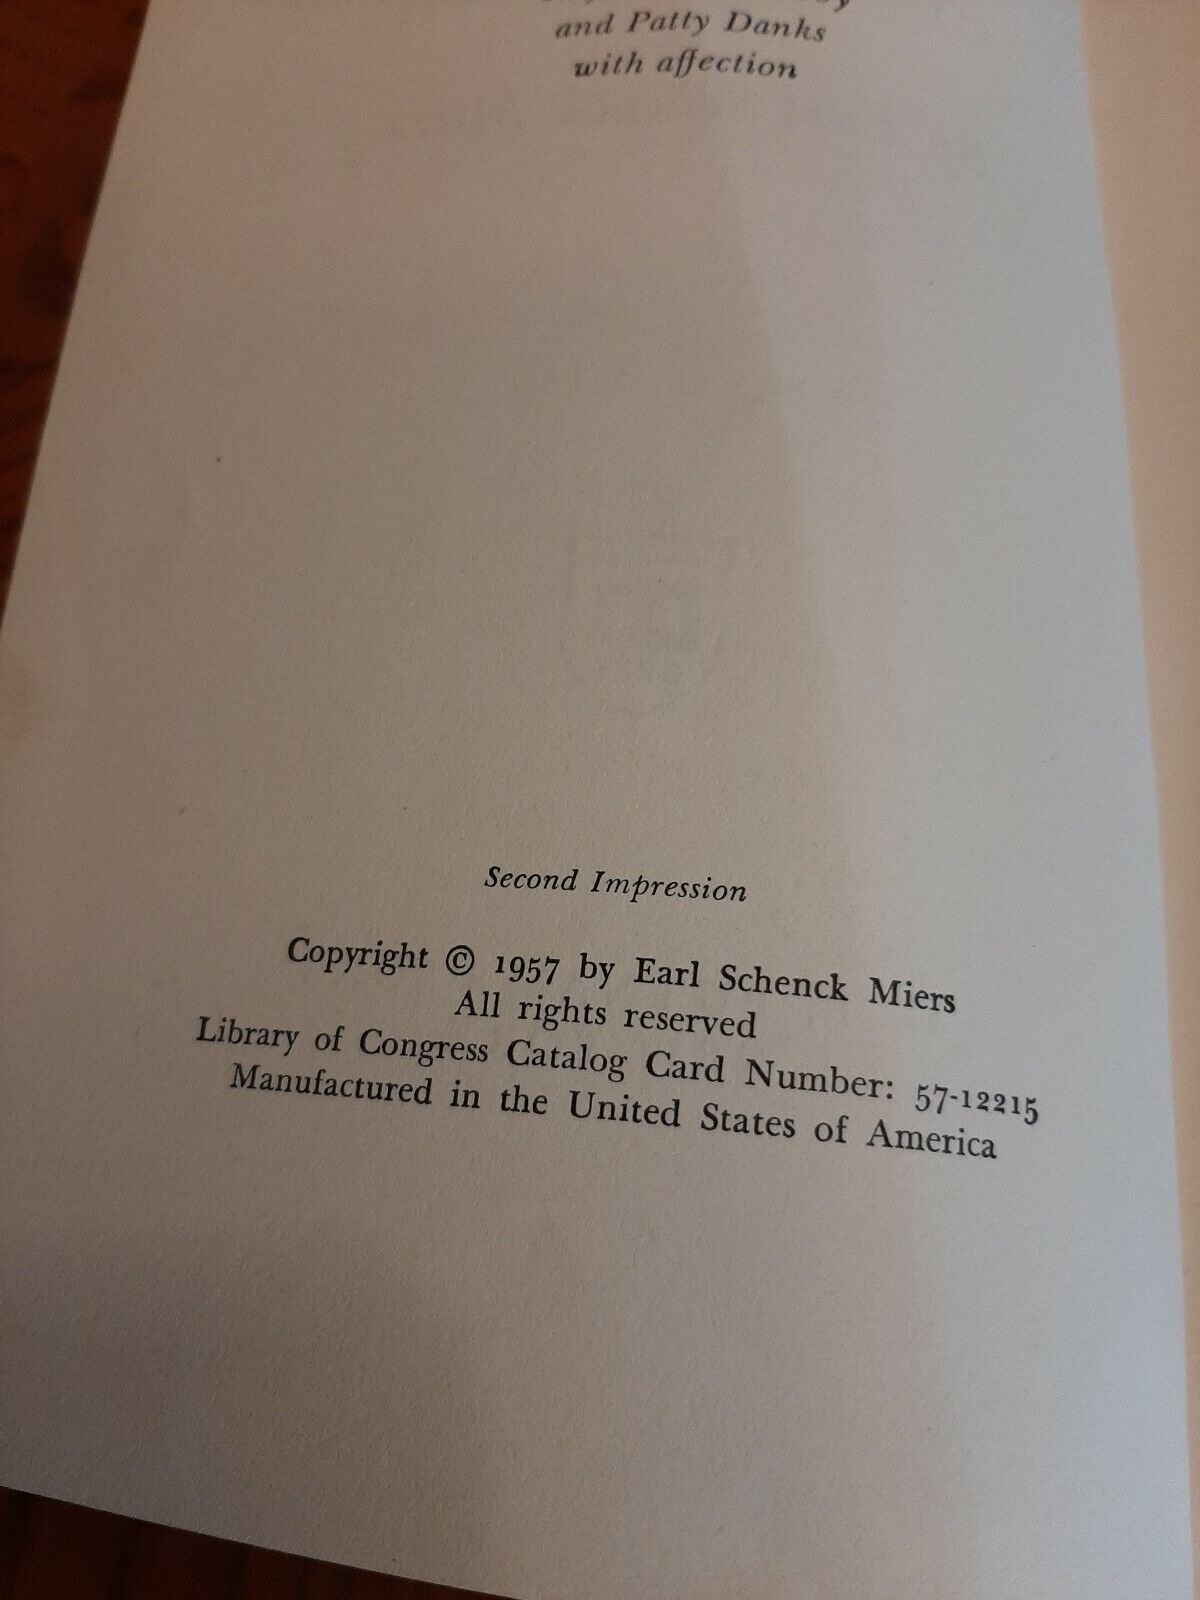 and Patty Danks
with affection
Second Impression
Copyright © 1957 by Earl Schenck Miers
All rights reserved
Library of Congress Catalog Card Number: 57-12215
Manufactured in the United States of America